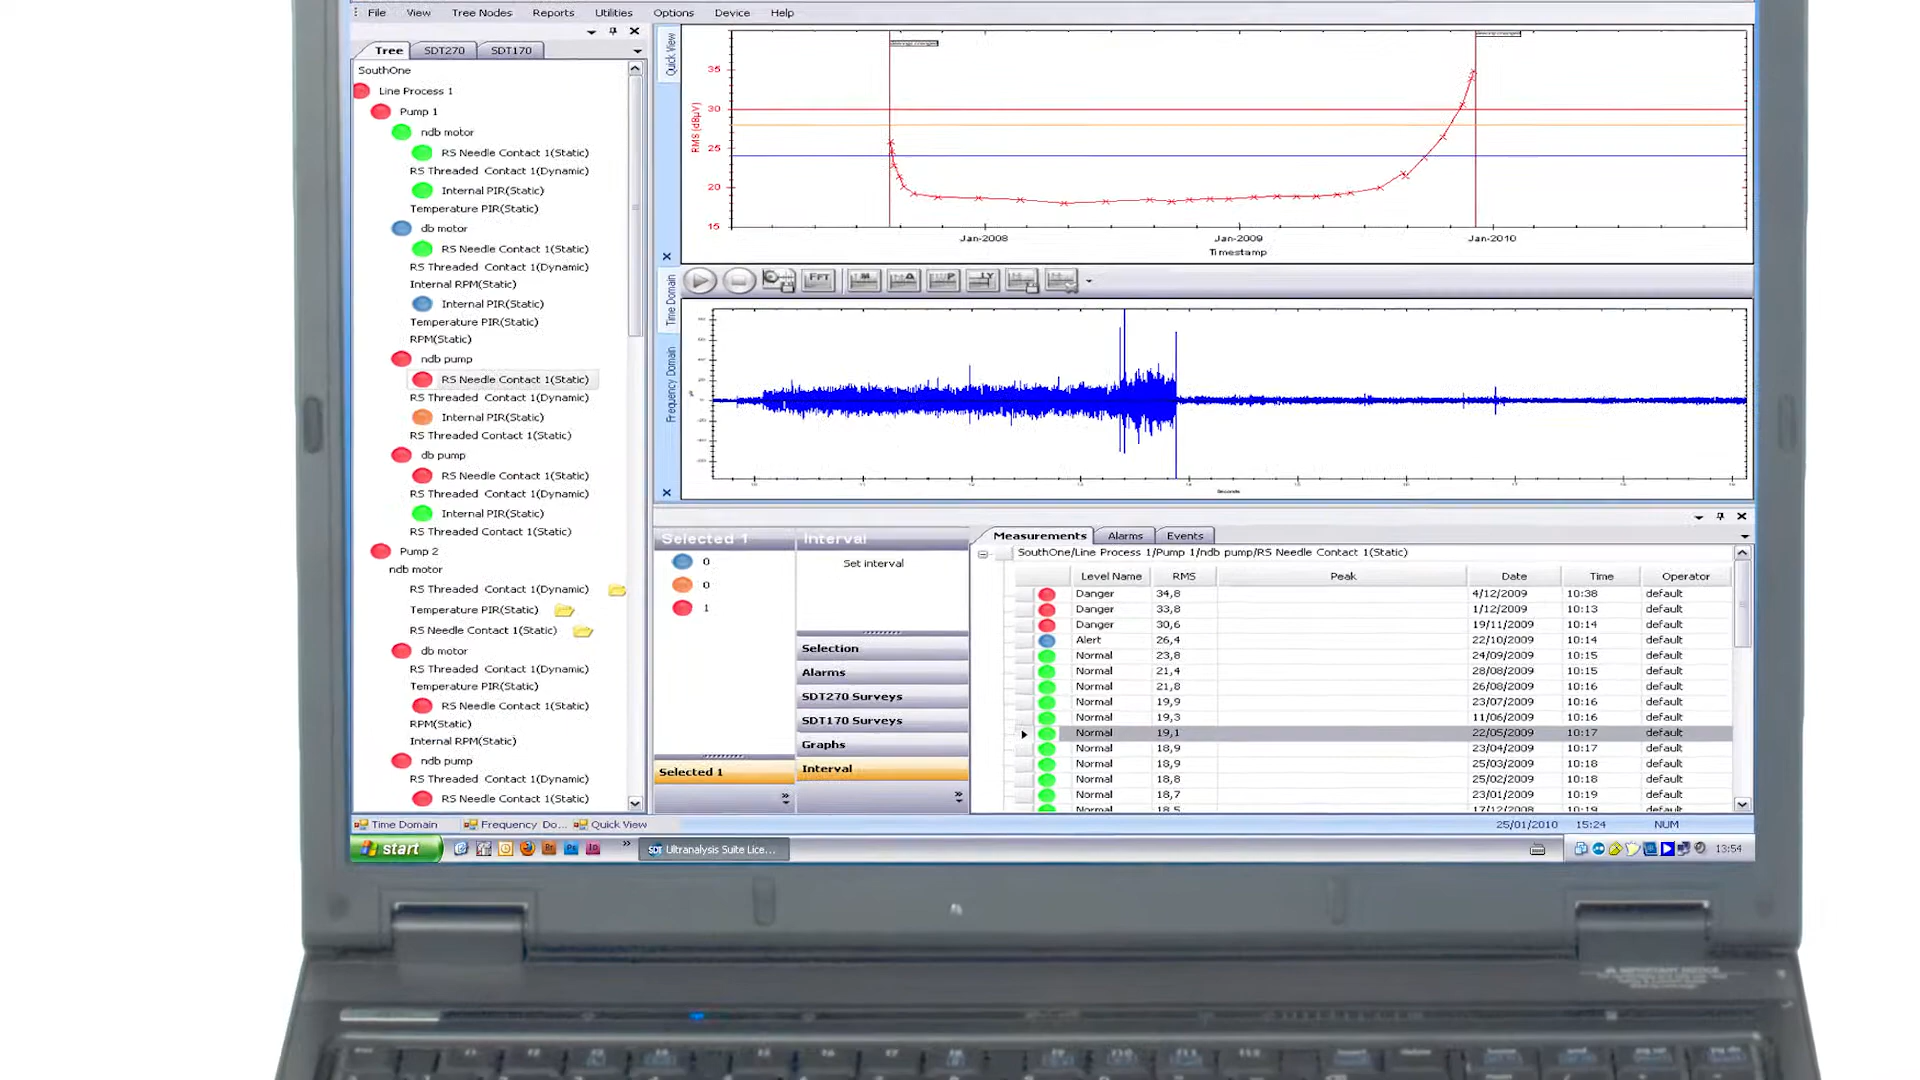 File View Tree Nodes Reports Utilities Options Device Help
Tree SDT270 SDT170
SouthOne
Line Process 1
Pump 1
ndb motor
RS Needle Contact 1(Static)
RS Threaded Contact 1(Dynamic)
Internal PIR(Static)
Temperature PIR(Static)
db motor
RS Needle Contact 1(Static)
RS Threaded Contact 1(Dynamic)
Internal RPM(Static)
Internal PIR(Static)
Temperature PIR(Static)
RPM(Static)
ndb pump
RS Needle Contact 1(Static)
RS Threaded Contact 1(Dynamic)
Internal PIR(Static)
RS Threaded Contact 1(Static)
db pump
RS Needle Contact 1(Static)
RS Threaded Contact 1(Dynamic)
Internal PIR(Static)
RS Threaded Contact 1(Static)
Pump 2
ndb motor
RS Threaded Contact 1(Dynamic)
Temperature PIR(Static)
RS Needle Contact 1(Static)
db motor
RS Threaded Contact 1(Dynamic)
Temperature PIR(Static)
RS Needle Contact 1(Static)
RPM(Static)
Internal RPM(Static)
ndb pump
RS Threaded Contact 1(Dynamic)
RS Needle Contact 1(Static)
Quick View
RMS (dBµV)
35
30
25
20
15
Jan-2008 Jan-2009 Jan-2010
Timestamp
Time Domain
Frequency Domain
FFT M A P LY
Seconds
Selected 1
0
0
1
Selected 1
Interval
Set interval
Selection
Alarms
SDT270 Surveys
SDT170 Surveys
Graphs
Interval
Measurements Alarms Events
SouthOne/Line Process 1/Pump 1/ndb pump/RS Needle Contact 1(Static)
Level Name RMS Peak Date Time Operator
Danger 34,8 4/12/2009 10:38 default
Danger 33,8 1/12/2009 10:13 default
Danger 30,6 19/11/2009 10:14 default
Alert 26,4 22/10/2009 10:14 default
Normal 23,8 24/09/2009 10:15 default
Normal 21,4 28/08/2009 10:15 default
Normal 21,8 26/08/2009 10:16 default
Normal 19,9 23/07/2009 10:16 default
Normal 19,3 11/06/2009 10:16 default
Normal 19,1 22/05/2009 10:17 default
Normal 18,9 23/04/2009 10:17 default
Normal 18,9 25/03/2009 10:18 default
Normal 18,8 25/02/2009 10:18 default
Normal 18,7 23/01/2009 10:19 default
Normal 18,5 17/12/2008 10:19 default
Time Domain Frequency Do... Quick View 25/01/2010 15:24 NUM
start SDT Ultranalysis Suite Lice... 13:54